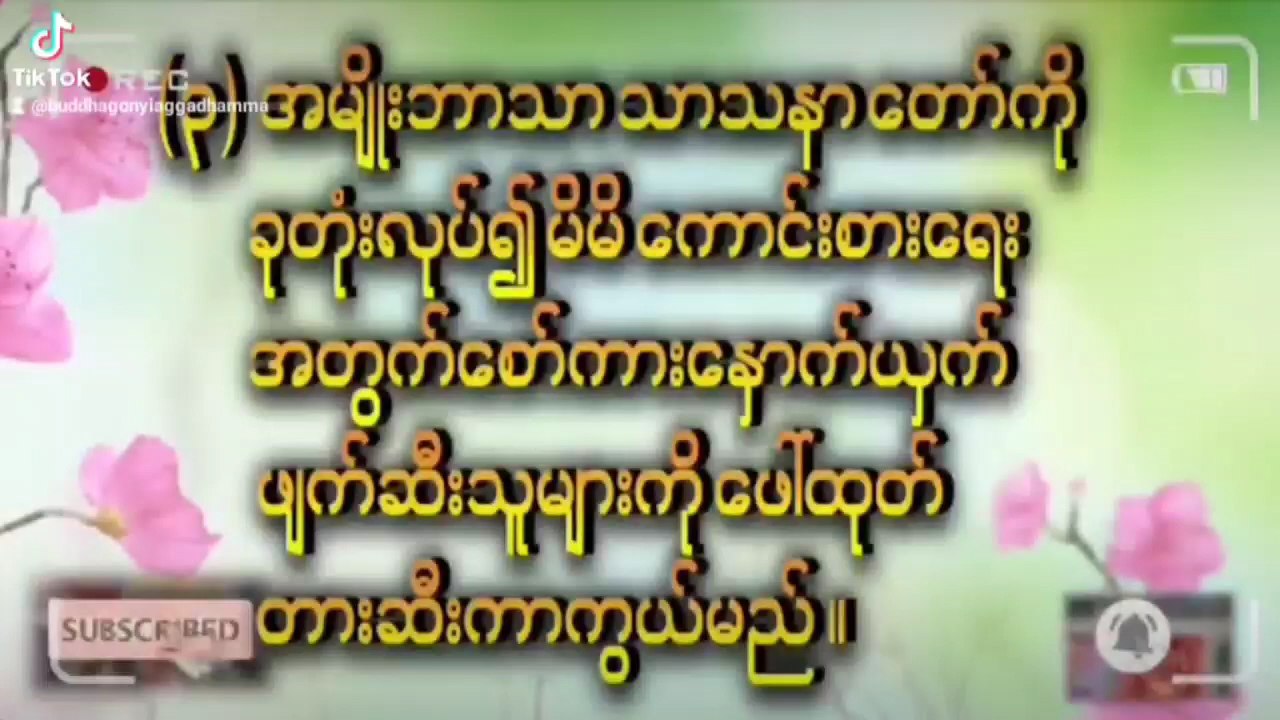 TikTok
REC
@buddhagonyiaggadhamma
(၃) အမျိုးဘာသာ သာသနာ တော်ကို
ခုတုံးလုပ်၍ မိမိ ကောင်းစားရေး
အတွက်စော်ကားနှောက်ယှက်
ဖျက်ဆီးသူများကို ဖေါ်ထုတ်
တားဆီးကာကွယ်မည်။
SUBSCRIBED